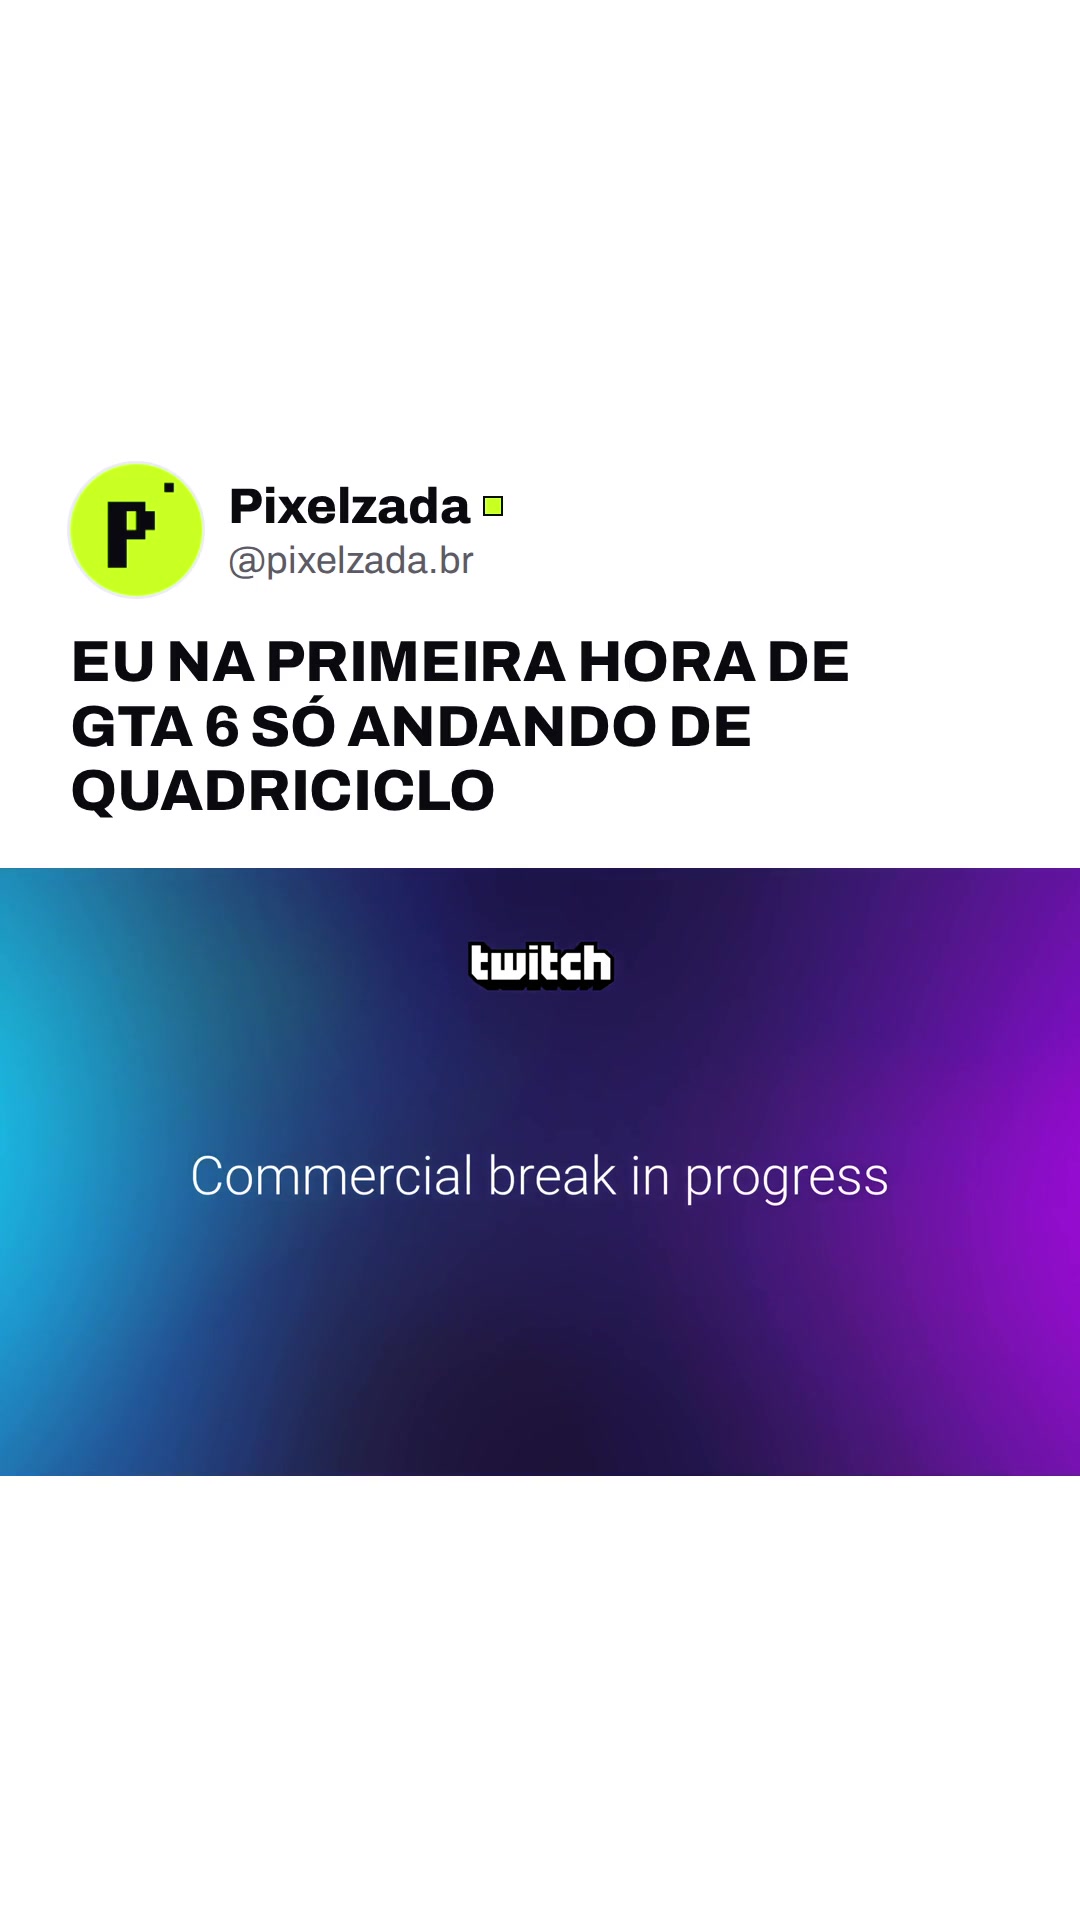 P
Pixelzada
@pixelzada.br
EU NA PRIMEIRA HORA DE
GTA 6 SÓ ANDANDO DE
QUADRICICLO
twitch
Commercial break in progress